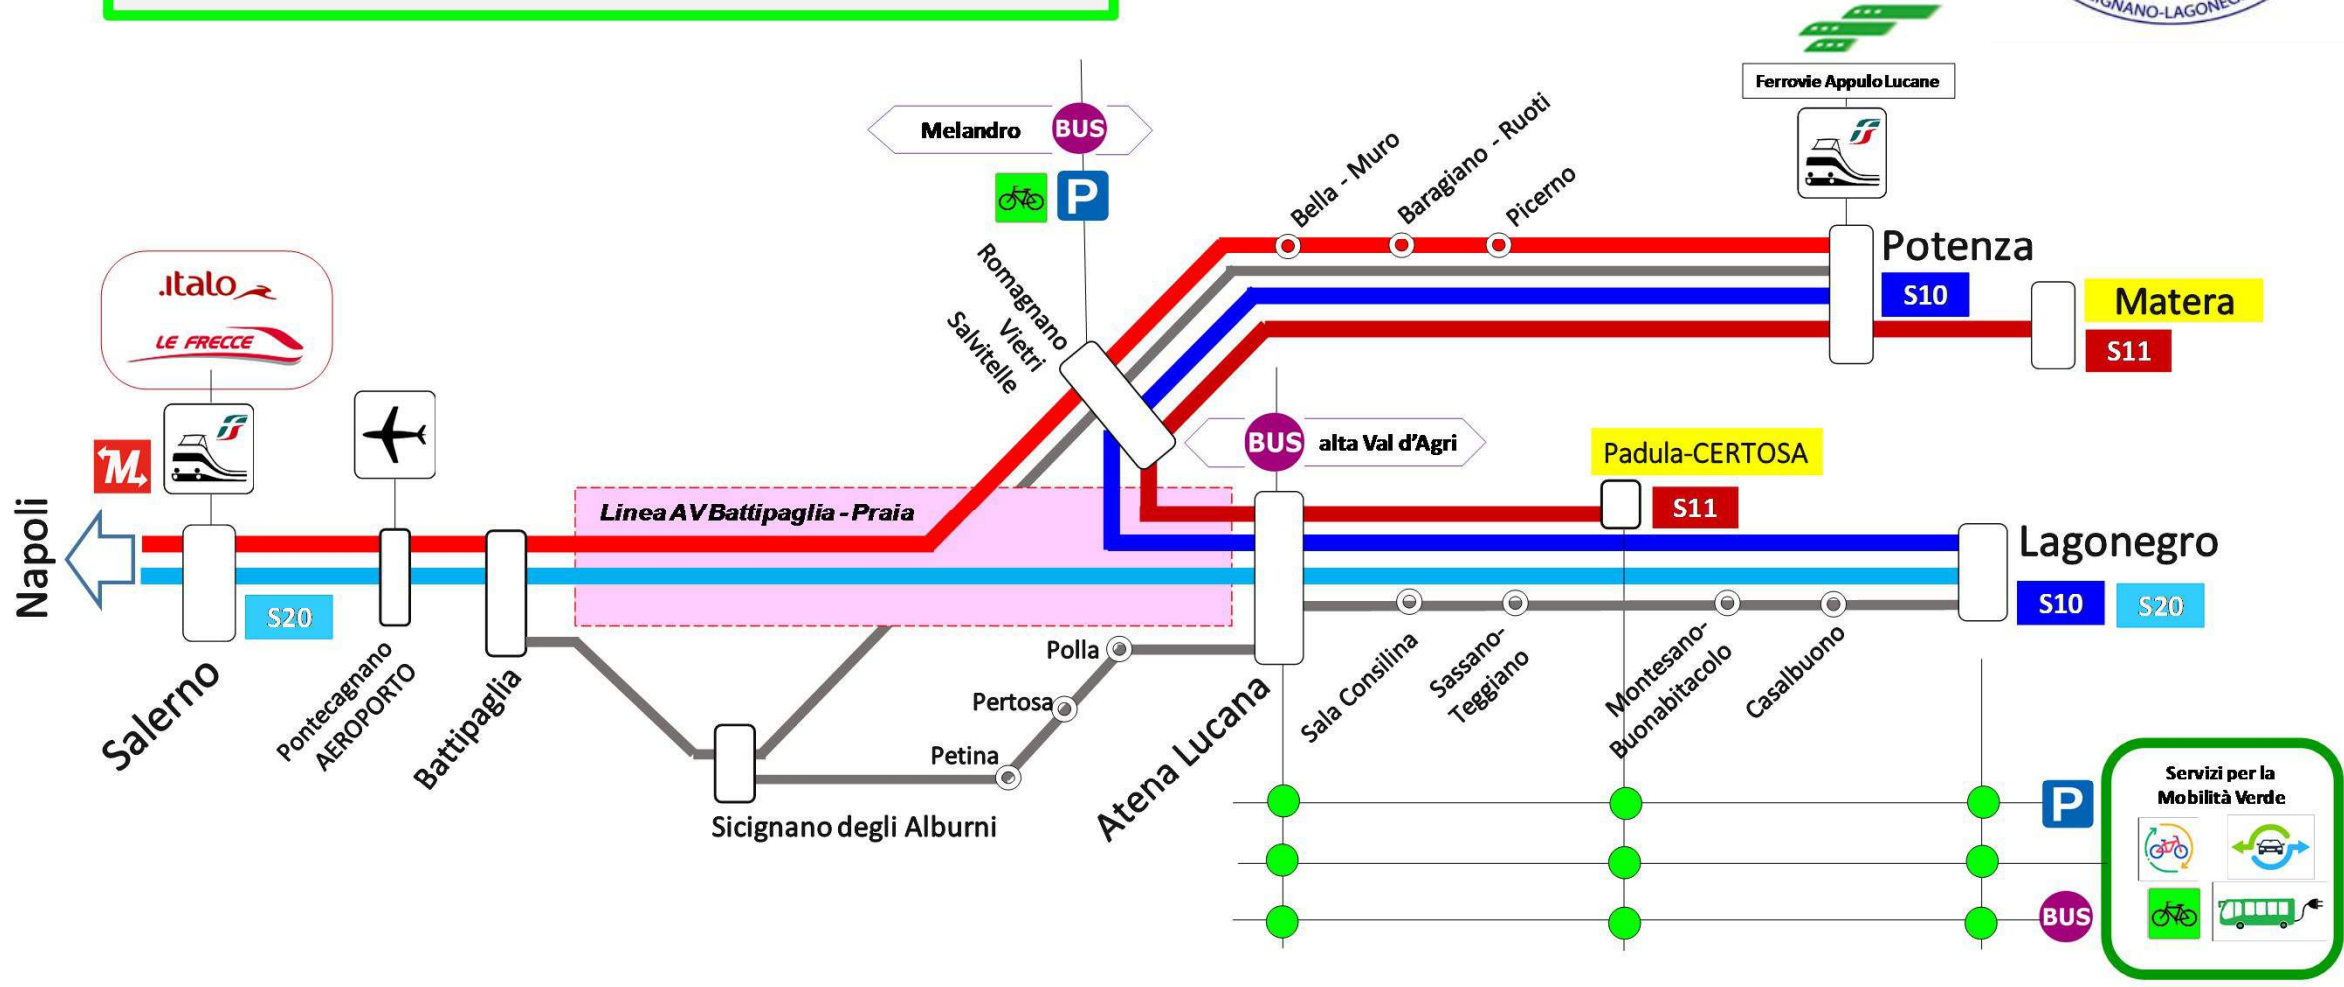 IGNANO-LAGONEG
Ferrovie Appulo Lucane
Melandro
BUS
P
Bella - Muro
Baragiano - Ruoti
Picerno
Romagnano
Vietri
Salvitelle
Potenza
S10
Matera
S11
.italo
LE FRECCE
M
Napoli
S20
Salerno
Pontecagnano
AEROPORTO
Battipaglia
Linea AV Battipaglia - Praia
BUS
alta Val d'Agri
Padula-CERTOSA
S11
Lagonegro
S10
S20
Polla
Pertosa
Petina
Sicignano degli Alburni
Atena Lucana
Sala Consilina
Sassano-
Teggiano
Montesano-
Buonabitacolo
Casalbuono
P
BUS
Servizi per la
Mobilità Verde